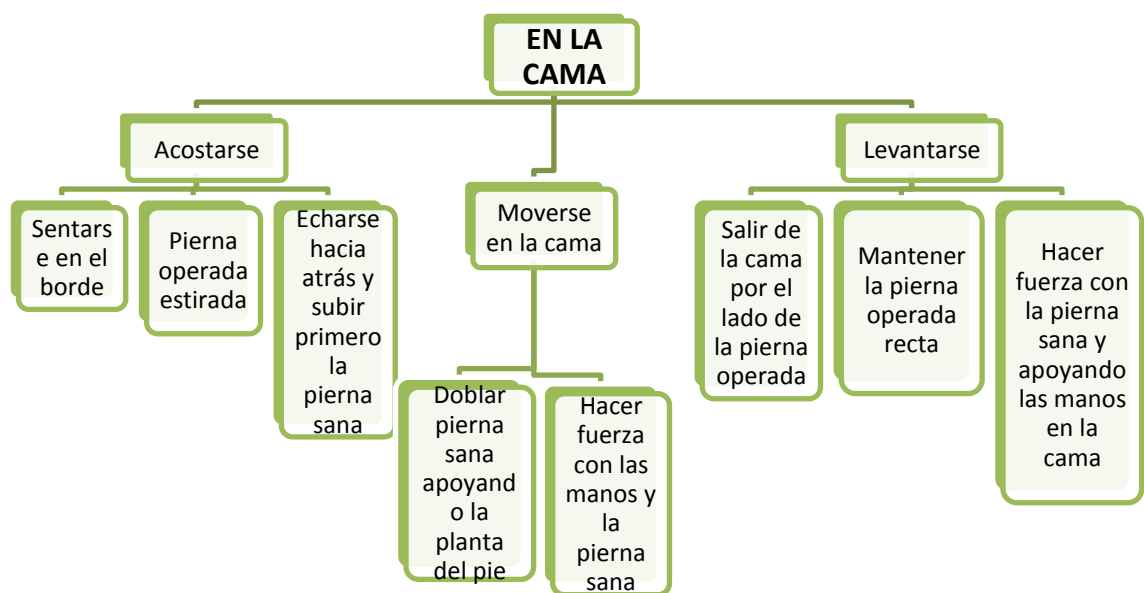 EN LA
CAMA
Acostarse
Sentars
e en el
borde
Pierna
operada
estirada
Echarse
hacia
atrás y
subir
primero
la
pierna
sana
Moverse
en la cama
Doblar
pierna
sana
apoyand
o la
planta
del pie
Hacer
fuerza
con las
manos y
la
pierna
sana
Levantarse
Salir de
la cama
por el
lado de
la pierna
operada
Mantener
la pierna
operada
recta
Hacer
fuerza con
la pierna
sana y
apoyando
las manos
en la
cama